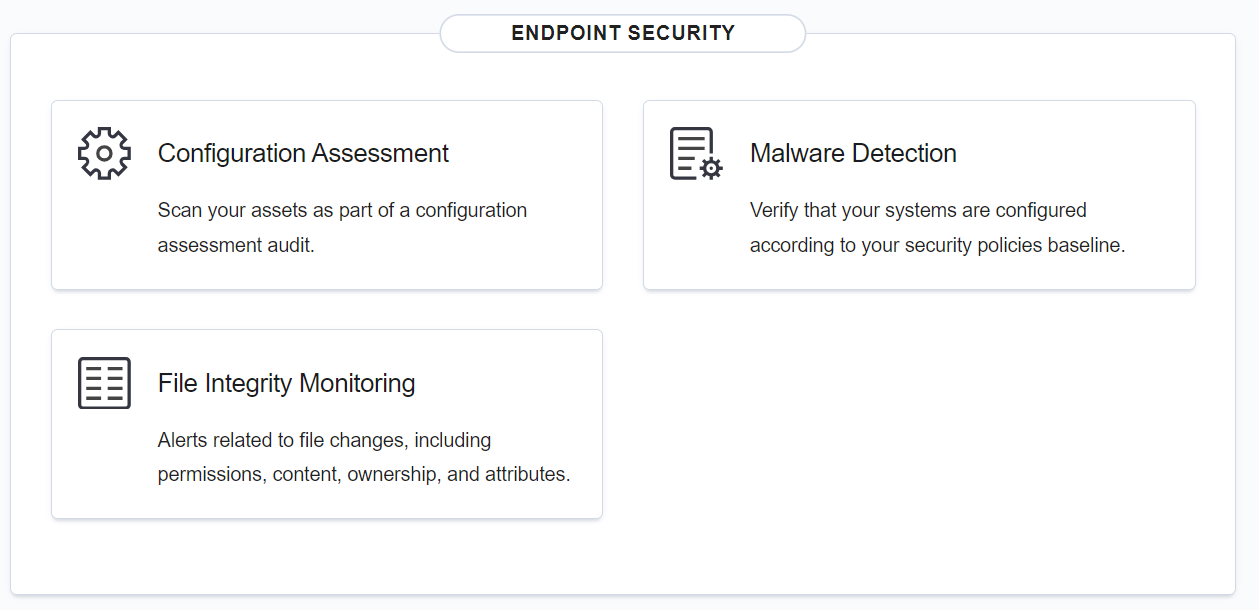 ENDPOINT SECURITY
Configuration Assessment
Scan your assets as part of a configuration
assessment audit.
Malware Detection
Verify that your systems are configured
according to your security policies baseline.
File Integrity Monitoring
Alerts related to file changes, including
permissions, content, ownership, and attributes.